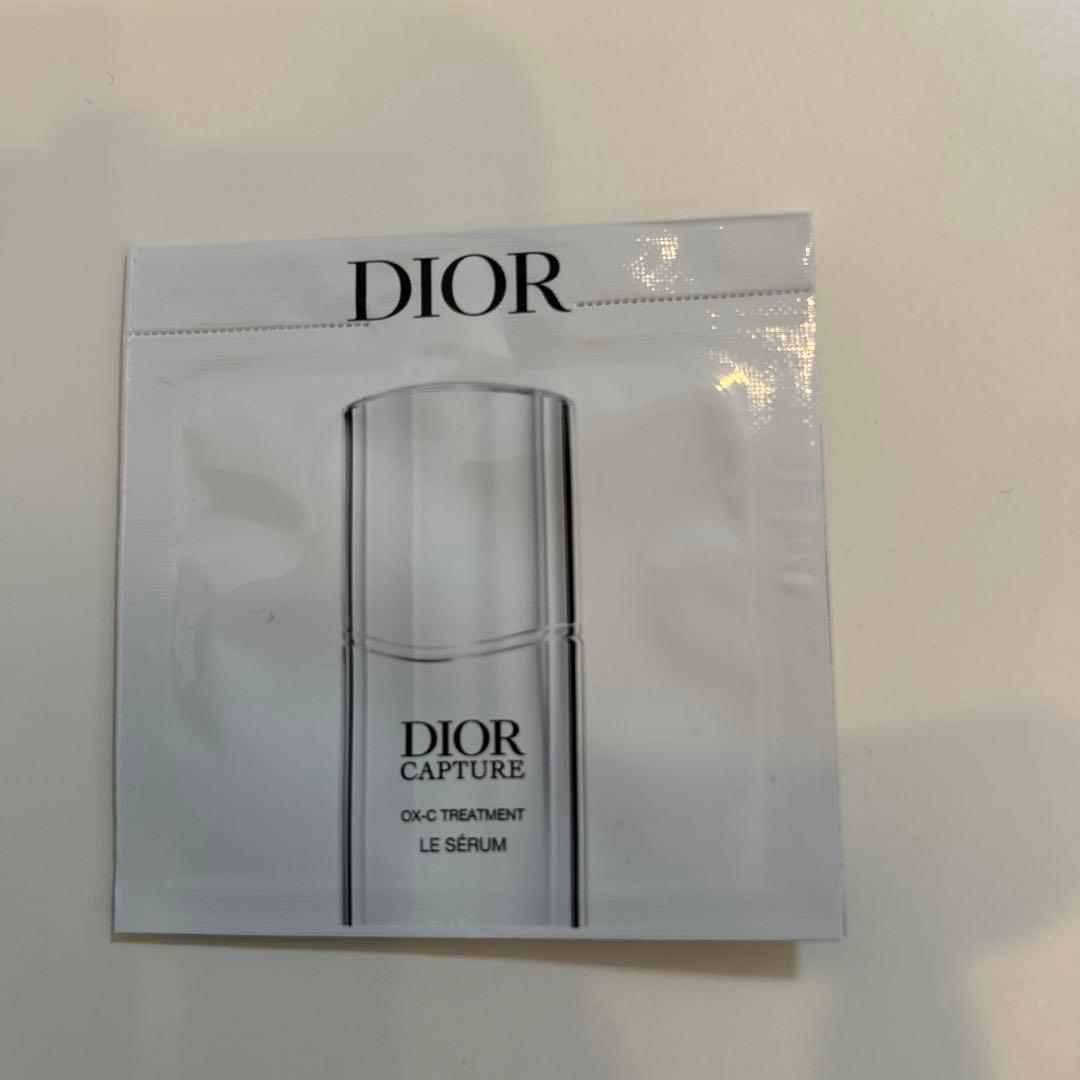 DIOR
DIOR
CAPTURE
OX-C TREATMENT
LE SÉRUM